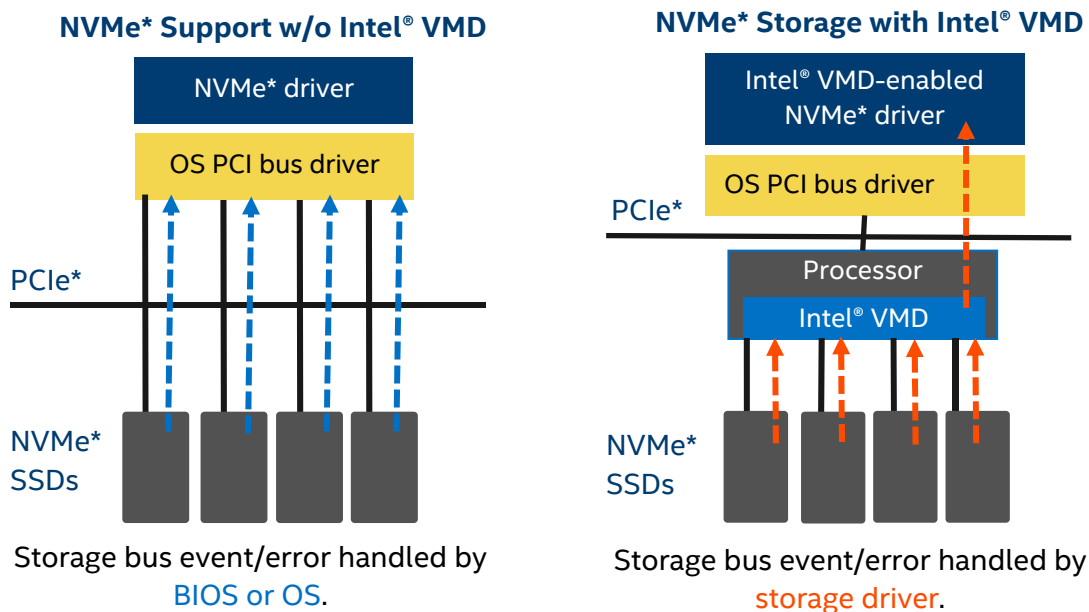 NVMe* Support w/o Intel® VMD
NVMe* driver
OS PCI bus driver
PCIe*
NVMe*
SSDs
Storage bus event/error handled by
BIOS or OS.
NVMe* Storage with Intel® VMD
Intel® VMD-enabled
NVMe* driver
OS PCI bus driver
PCIe*
Processor
Intel® VMD
NVMe*
SSDs
Storage bus event/error handled by
storage driver.